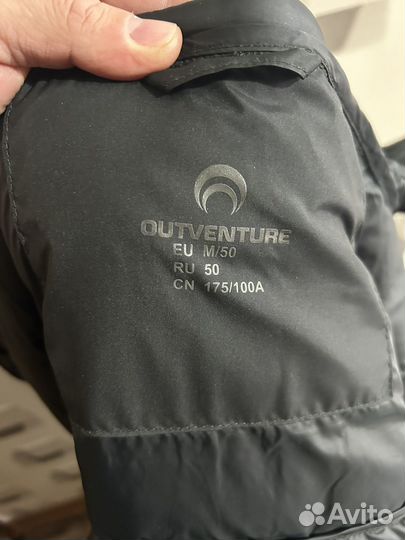 OUTVENTURE
EU M/50
RU 50
CN 175/100A
Avito